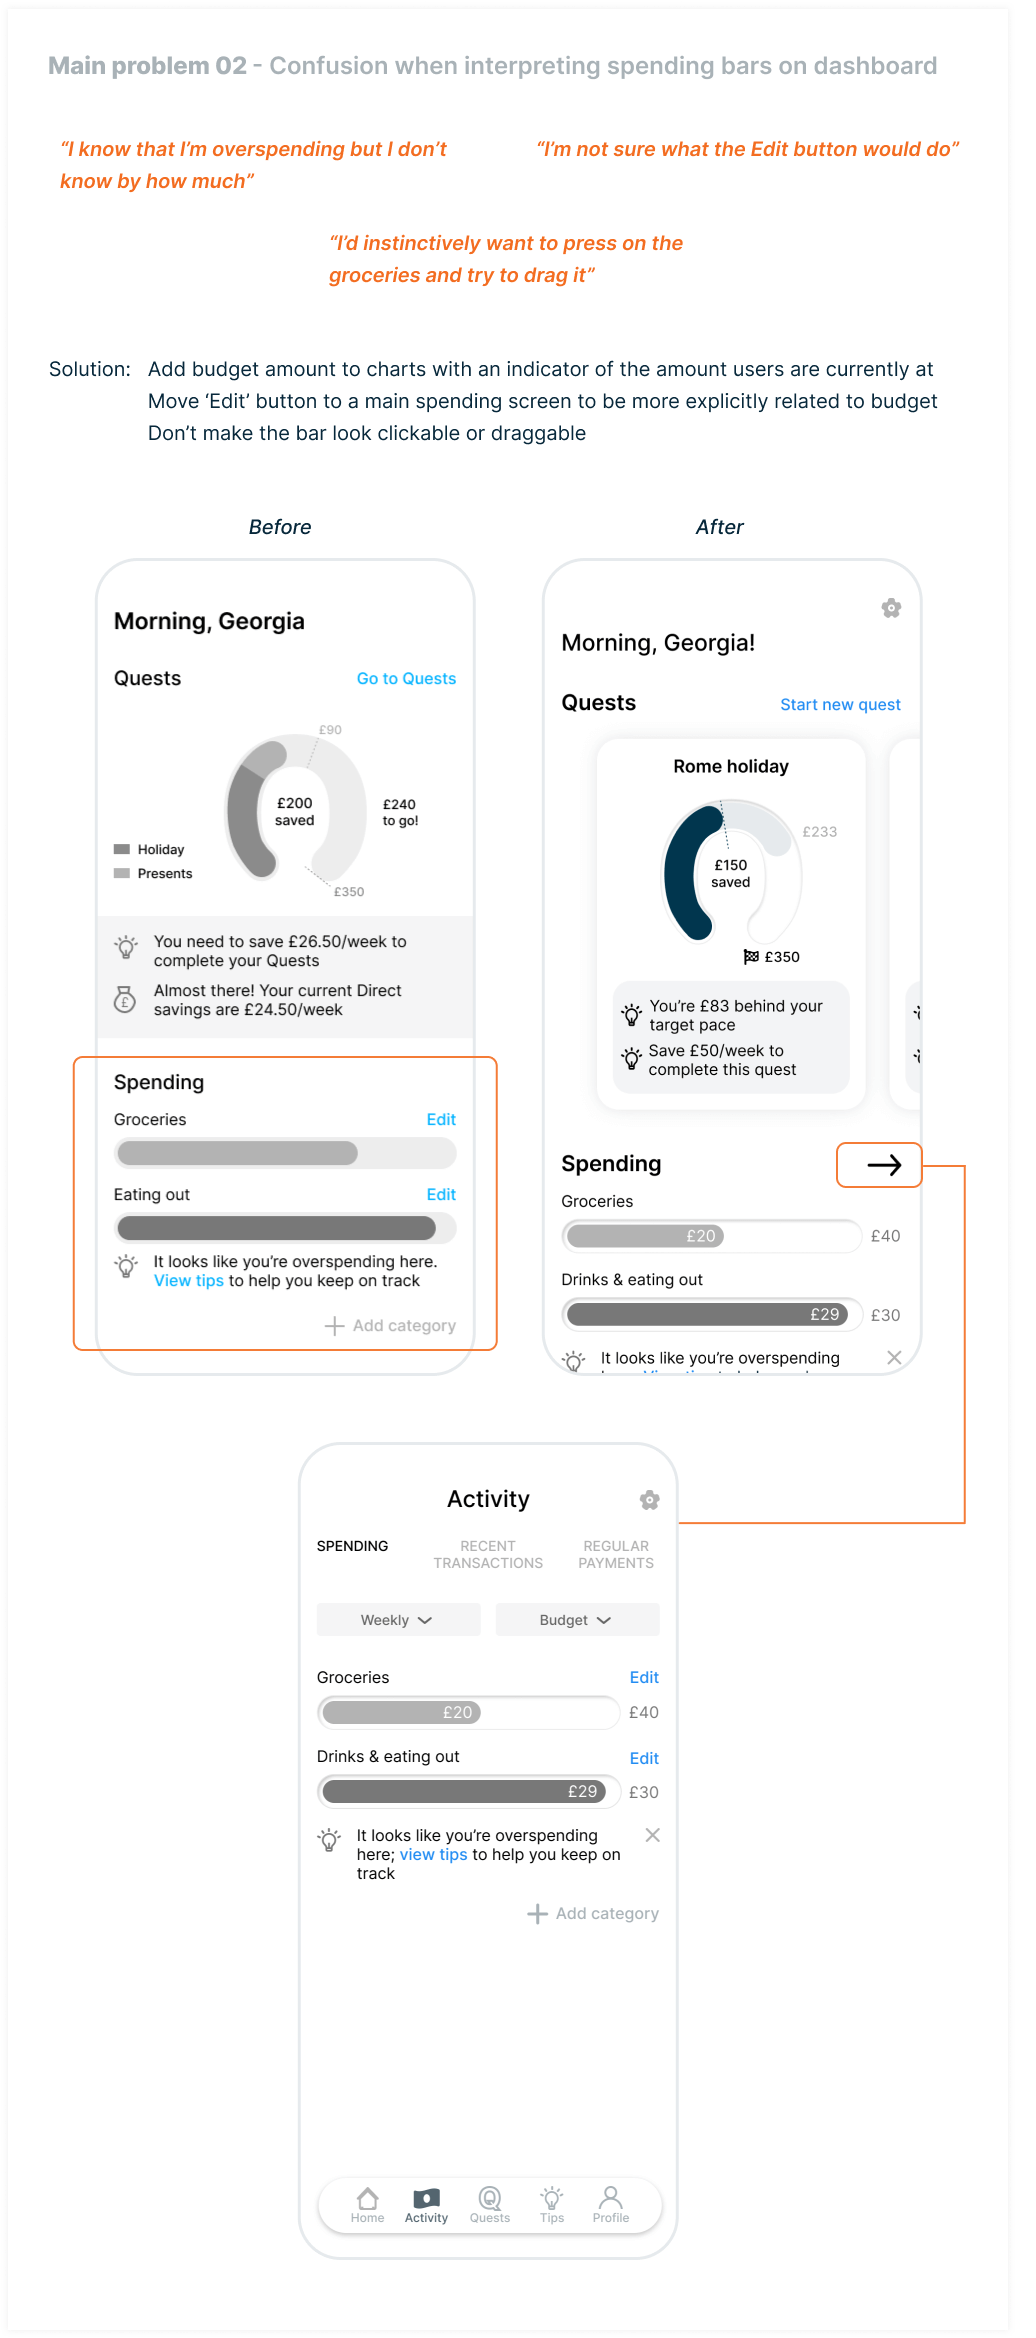 Main problem 02 - Confusion when interpreting spending bars on dashboard
“I know that I’m overspending but I don’t
know by how much”
“I’m not sure what the Edit button would do”
“I’d instinctively want to press on the
groceries and try to drag it”
Solution:
Add budget amount to charts with an indicator of the amount users are currently at
Move ‘Edit’ button to a main spending screen to be more explicitly related to budget
Don’t make the bar look clickable or draggable
Before
Morning, Georgia
Quests
Go to Quests
£90
£200
saved
£240
to go!
Holiday
Presents
£350
You need to save £26.50/week to
complete your Quests
Almost there! Your current Direct
savings are £24.50/week
Spending
Groceries
Edit
Eating out
Edit
It looks like you’re overspending here.
View tips to help you keep on track
Add category
After
Morning, Georgia!
Quests
Start new quest
Rome holiday
£233
£150
saved
£350
You’re £83 behind your
target pace
Save £50/week to
complete this quest
Spending
Groceries
£20
£40
Drinks & eating out
£29
£30
It looks like you’re overspending
Activity
SPENDING
RECENT
TRANSACTIONS
REGULAR
PAYMENTS
Weekly
Budget
Groceries
Edit
£20
£40
Drinks & eating out
Edit
£29
£30
It looks like you’re overspending
here; view tips to help you keep on
track
Add category
Home
Activity
Quests
Tips
Profile